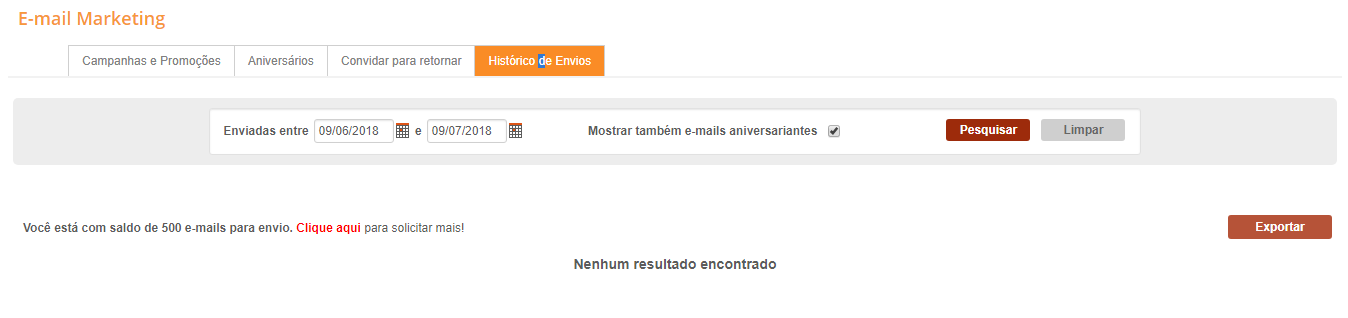 E-mail Marketing
Campanhas e Promoções Aniversários Convidar para retornar Histórico de Envios
Enviadas entre 09/06/2018 e 09/07/2018 Mostrar também e-mails aniversariantes Pesquisar Limpar
Você está com saldo de 500 e-mails para envio. Clique aqui para solicitar mais! Exportar
Nenhum resultado encontrado